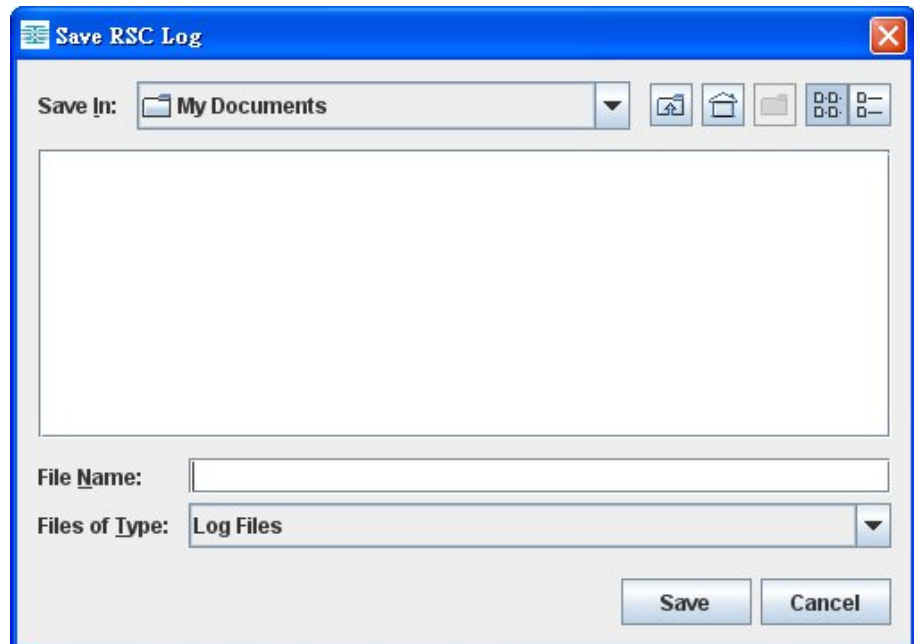 Save RSC Log
Save In: My Documents
File Name:
Files of Type: Log Files
Save Cancel